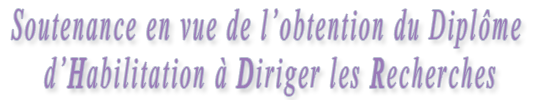 Soutenance en vue de l’obtention du Diplôme
d’Habilitation à Diriger les Recherches